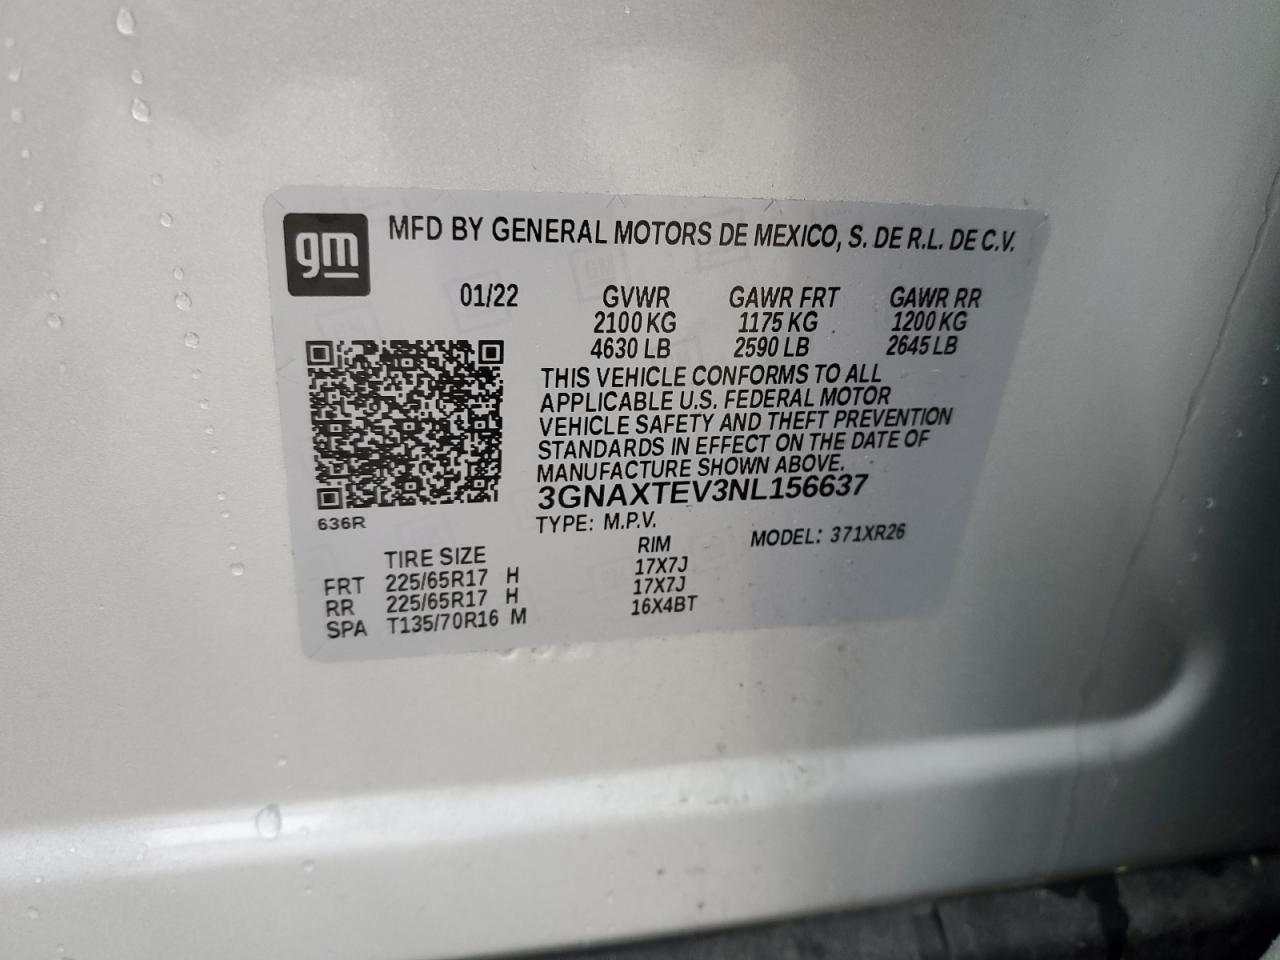 gm
MFD BY GENERAL MOTORS DE MEXICO, S. DE R.L. DE C.V.
01/22 GVWR GAWR FRT GAWR RR
2100 KG 1175 KG 1200 KG
4630 LB 2590 LB 2645 LB
THIS VEHICLE CONFORMS TO ALL
APPLICABLE U.S. FEDERAL MOTOR
VEHICLE SAFETY AND THEFT PREVENTION
STANDARDS IN EFFECT ON THE DATE OF
MANUFACTURE SHOWN ABOVE.
3GNAXTEV3NL156637
636R
TYPE: M.P.V. MODEL: 371XR26
TIRE SIZE RIM
FRT 225/65R17 H 17X7J
RR 225/65R17 H 17X7J
SPA T135/70R16 M 16X4BT